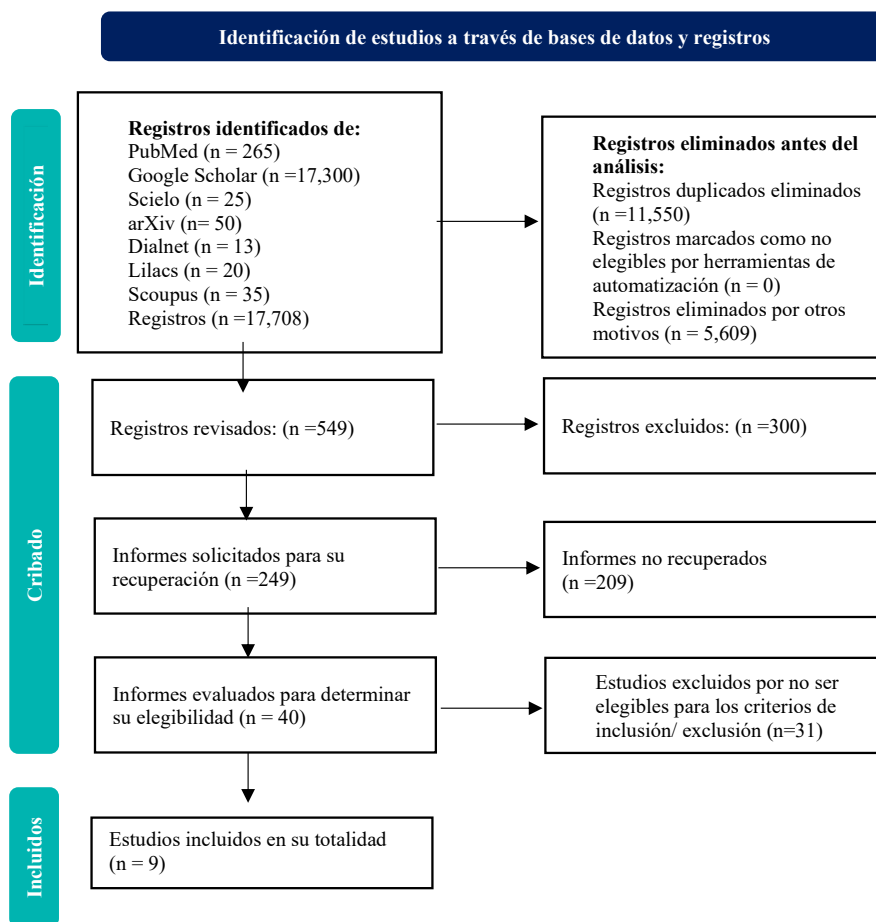 Identificación de estudios a través de bases de datos y registros
Identificación
Registros identificados de:
PubMed (n = 265)
Google Scholar (n =17,300)
Scielo (n = 25)
arXiv (n= 50)
Dialnet (n = 13)
Lilacs (n = 20)
Scoupus (n = 35)
Registros (n =17,708)
Registros eliminados antes del
análisis:
Registros duplicados eliminados
(n =11,550)
Registros marcados como no
elegibles por herramientas de
automatización (n = 0)
Registros eliminados por otros
motivos (n = 5,609)
Cribado
Registros revisados: (n =549)
Registros excluidos: (n =300)
Informes solicitados para su
recuperación (n =249)
Informes no recuperados
(n =209)
Informes evaluados para determinar
su elegibilidad (n = 40)
Estudios excluidos por no ser
elegibles para los criterios de
inclusión/ exclusión (n=31)
Incluidos
Estudios incluidos en su totalidad
(n = 9)